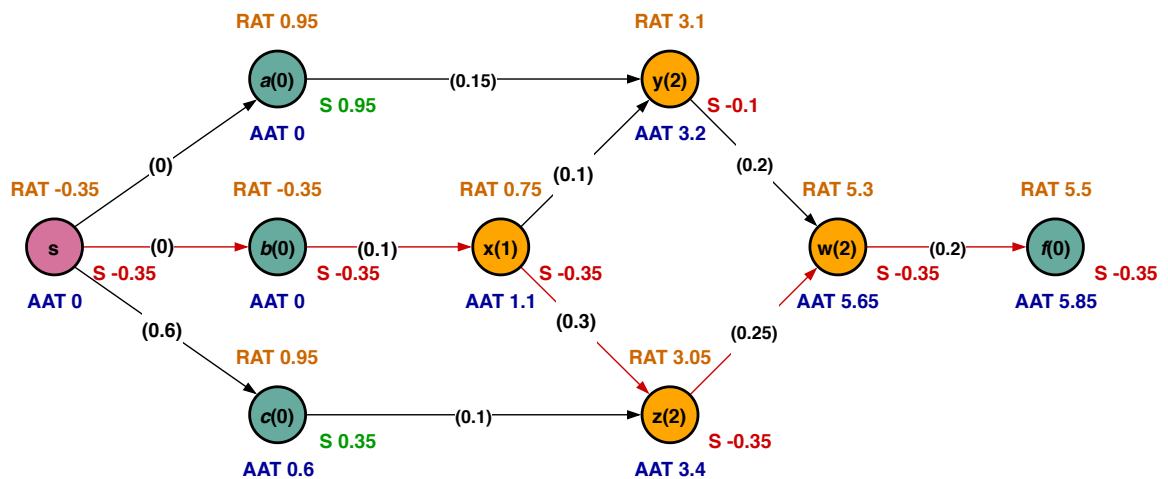 RAT 0.95
RAT 3.1
a(0)
(0.15)
y(2)
S 0.95
S -0.1
AAT 0
AAT 3.2
(0)
(0.1)
(0.2)
RAT -0.35
RAT -0.35
RAT 0.75
RAT 5.3
RAT 5.5
s
(0)
b(0)
(0.1)
x(1)
w(2)
(0.2)
f(0)
S -0.35
S -0.35
S -0.35
S -0.35
S -0.35
AAT 0
AAT 0
AAT 1.1
AAT 5.65
AAT 5.85
(0.6)
(0.3)
(0.25)
RAT 0.95
RAT 3.05
c(0)
(0.1)
z(2)
S 0.35
S -0.35
AAT 0.6
AAT 3.4